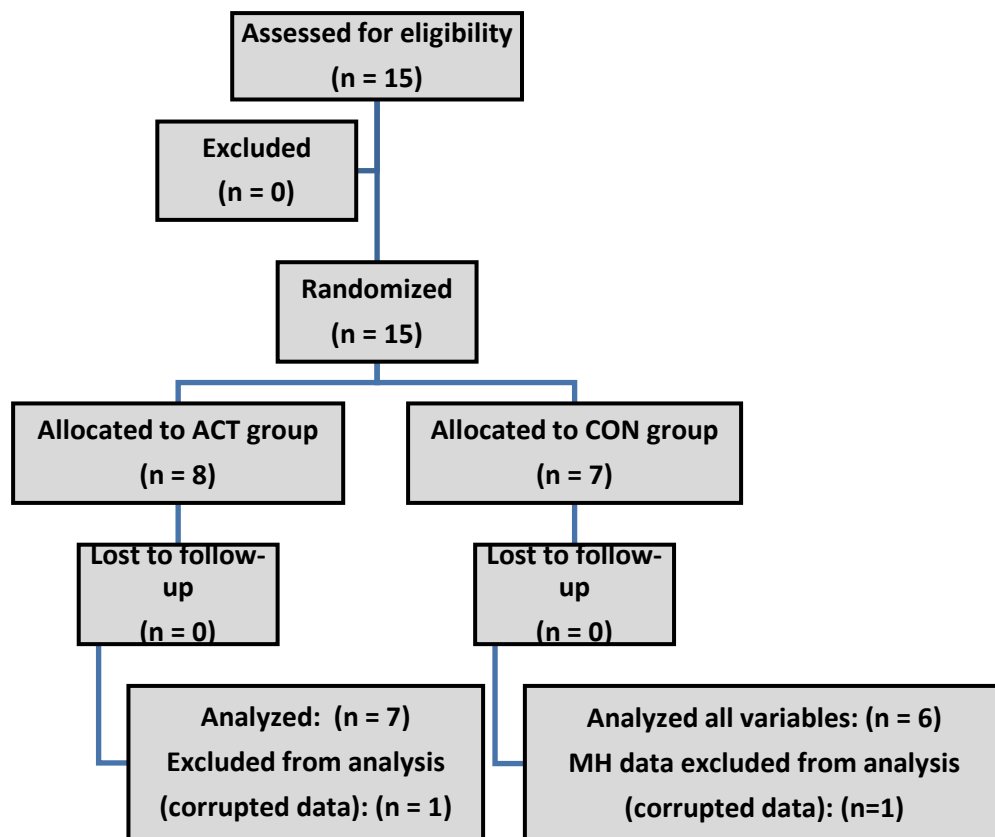 Assessed for eligibility
(n = 15)
Excluded
(n = 0)
Randomized
(n = 15)
Allocated to ACT group
(n = 8)
Allocated to CON group
(n = 7)
Lost to follow-
up
(n = 0)
Lost to follow-
up
(n = 0)
Analyzed:  (n = 7)
Excluded from analysis
(corrupted data): (n = 1)
Analyzed all variables: (n = 6)
MH data excluded from analysis
(corrupted data): (n=1)